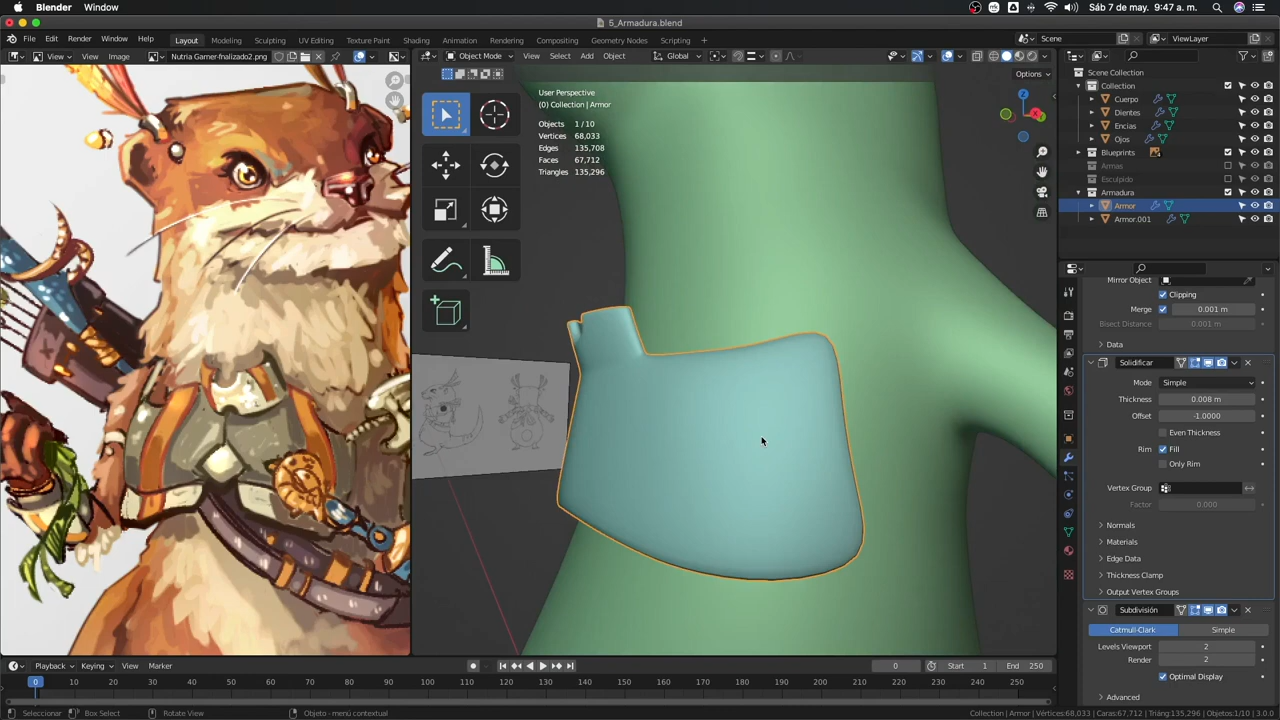 Blender Window Sáb 7 de may. 9:47 a. m.
5_Armadura.blend
File Edit Render Window Help Layout Modeling Sculpting UV Editing Texture Paint Shading Animation Rendering Compositing Geometry Nodes Scripting Scene ViewLayer
View View Image Nutria Gamer-fnalizado2.png Object Mode View Select Add Object Global
Options
User Perspective
(0) Collection | Armor
Objects 1 / 10
Vertices 68,033
Edges 135,708
Faces 67,712
Triangles 135,296
Z
Scene Collection
Collection
Cuerpo
Dientes
Encias
Ojos
Blueprints
Armas
Esculpido
Armadura
Armor
Armor.001
Mirror Object
Clipping
Merge 0.001 m
Bisect Distance 0.001 m
Data
Solidificar
Mode Simple
Thickness 0.008 m
Offset -1.0000
Even Thickness
Rim Fill
Only Rim
Vertex Group
Factor 0.000
Normals
Materials
Edge Data
Thickness Clamp
Output Vertex Groups
Subdivisión
Catmull-Clark Simple
Levels Viewport 2
Render 2
Optimal Display
Advanced
Playback Keying View Marker 0 Start 1 End 250
0 10 20 30 40 50 60 70 80 90 100 110 120 130 140 150 160 170 180 190 200 210 220 230 240 250
Seleccionar Box Select Rotate View Objeto - menú contextual Collection | Armor | Vértices:68,033 | Caras:67,712 | Triáng:135,296 | Objetos:1/10 | 3.0.0